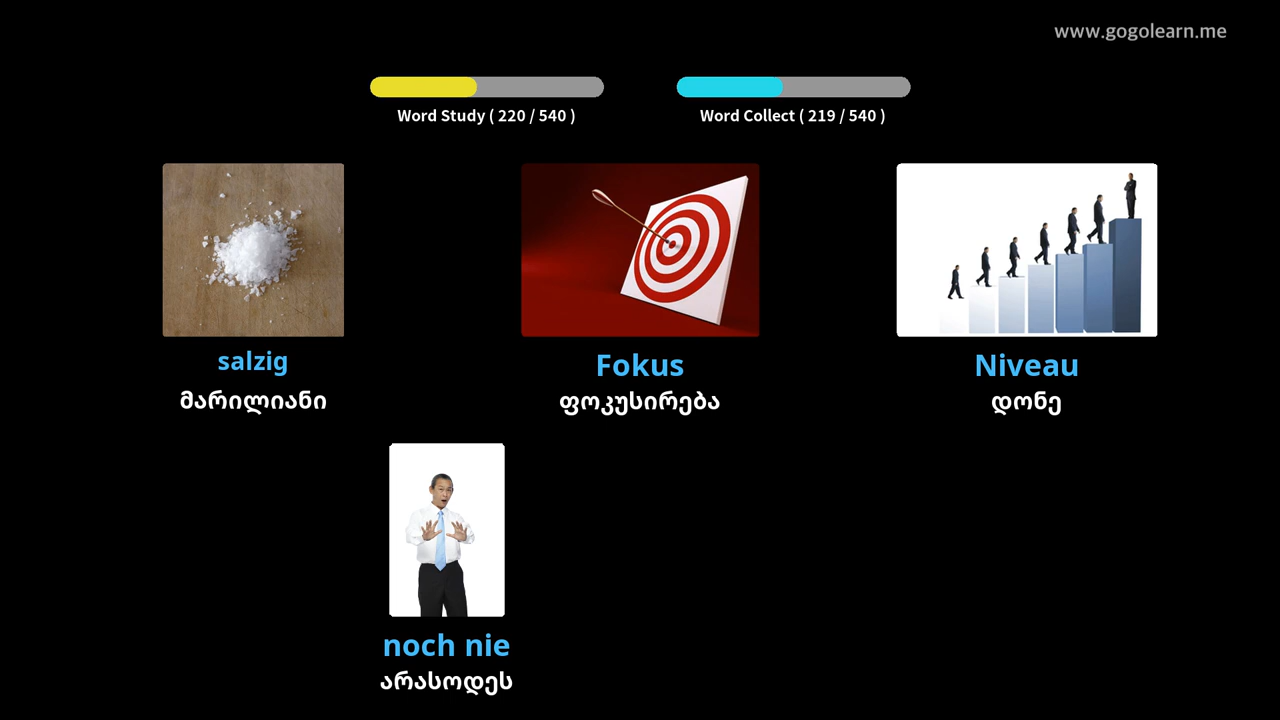 www.gogolearn.me
Word Study ( 220 / 540 )
Word Collect ( 219 / 540 )
salzig
მარილიანი
Fokus
ფოკუსირება
Niveau
დონე
noch nie
არასოდეს